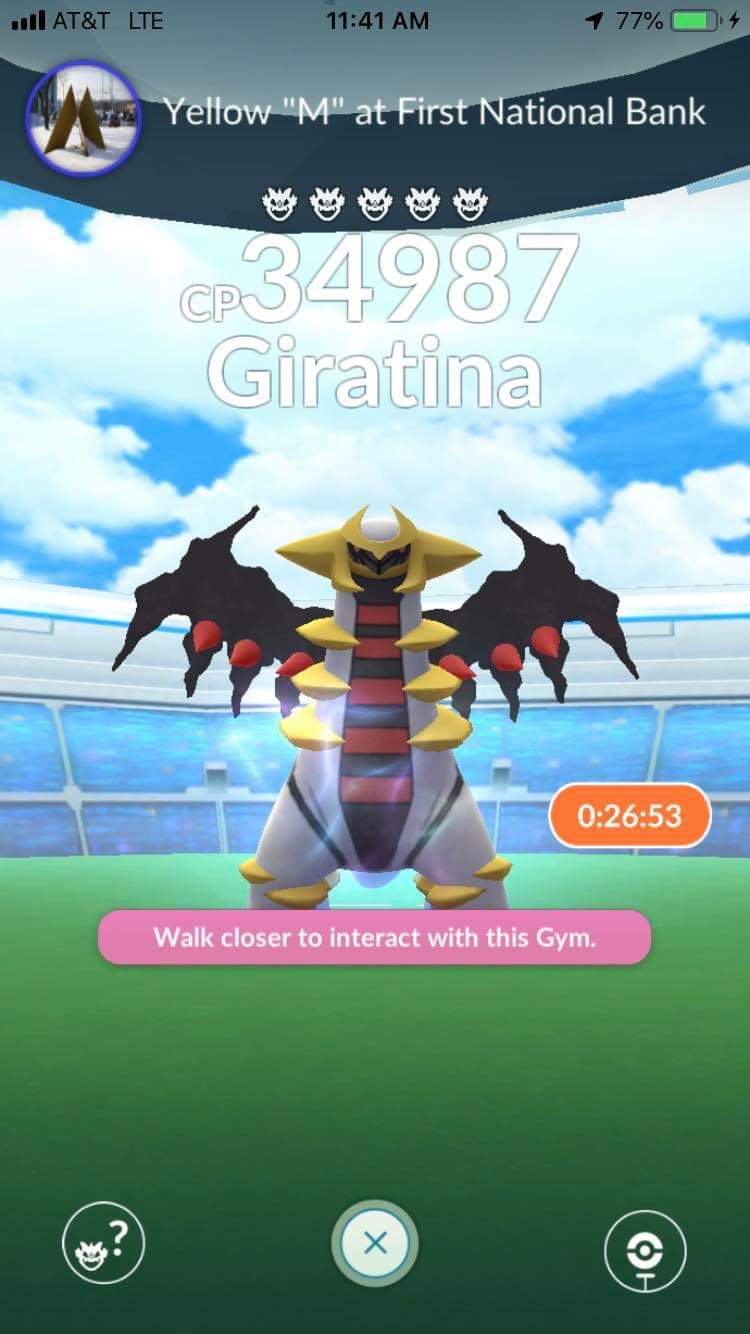 AT&T LTE 11:41 AM 77%
Yellow "M" at First National Bank
CP34987
Giratina
0:26:53
Walk closer to interact with this Gym.
?